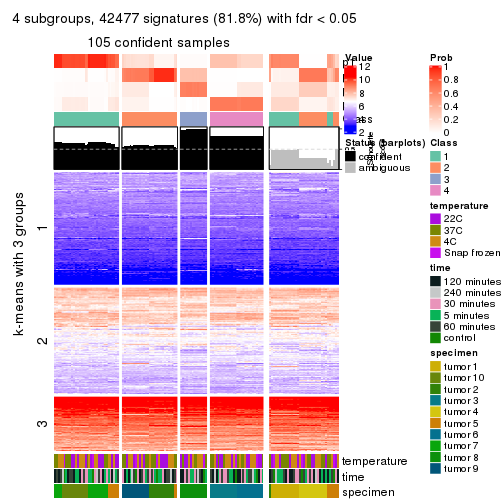 4 subgroups, 42477 signatures (81.8%) with fdr < 0.05
105 confident samples
k-means with 3 groups
1
2
3
Value
12
10
8
6
4
2
0
Status (barplots)
confident
ambiguous
Prob
1
0.8
0.6
0.4
0.2
0
Class
1
2
3
4
temperature
22C
37C
4C
Snap frozen
time
120 minutes
240 minutes
30 minutes
5 minutes
60 minutes
control
specimen
tumor 1
tumor 10
tumor 2
tumor 3
tumor 4
tumor 5
tumor 6
tumor 7
tumor 8
tumor 9
temperature
time
specimen